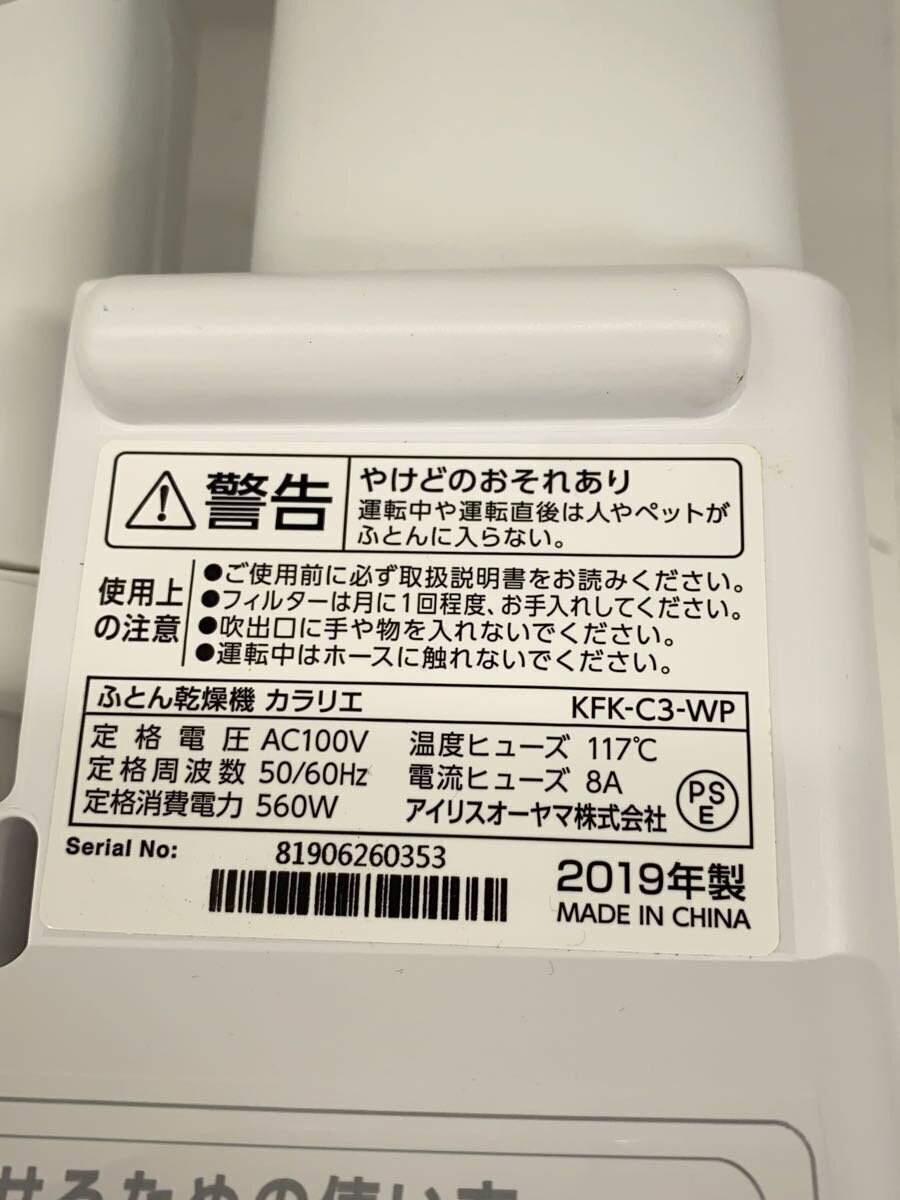 警告
やけどのおそれあり
運転中や運転直後は人やペットが
ふとんに入らない。
使用上
の注意
●ご使用前に必ず取扱説明書をお読みください。
●フィルターは月に1回程度、お手入れしてください。
●吹出口に手や物を入れないでください。
●運転中はホースに触れないでください。
ふとん乾燥機 カラリエ KFK-C3-WP
定格電圧 AC100V 温度ヒューズ 117℃
定格周波数 50/60Hz 電流ヒューズ 8A
定格消費電力 560W アイリスオーヤマ株式会社
PS
E
Serial No: 81906260353
2019年製
MADE IN CHINA
せるための使い方